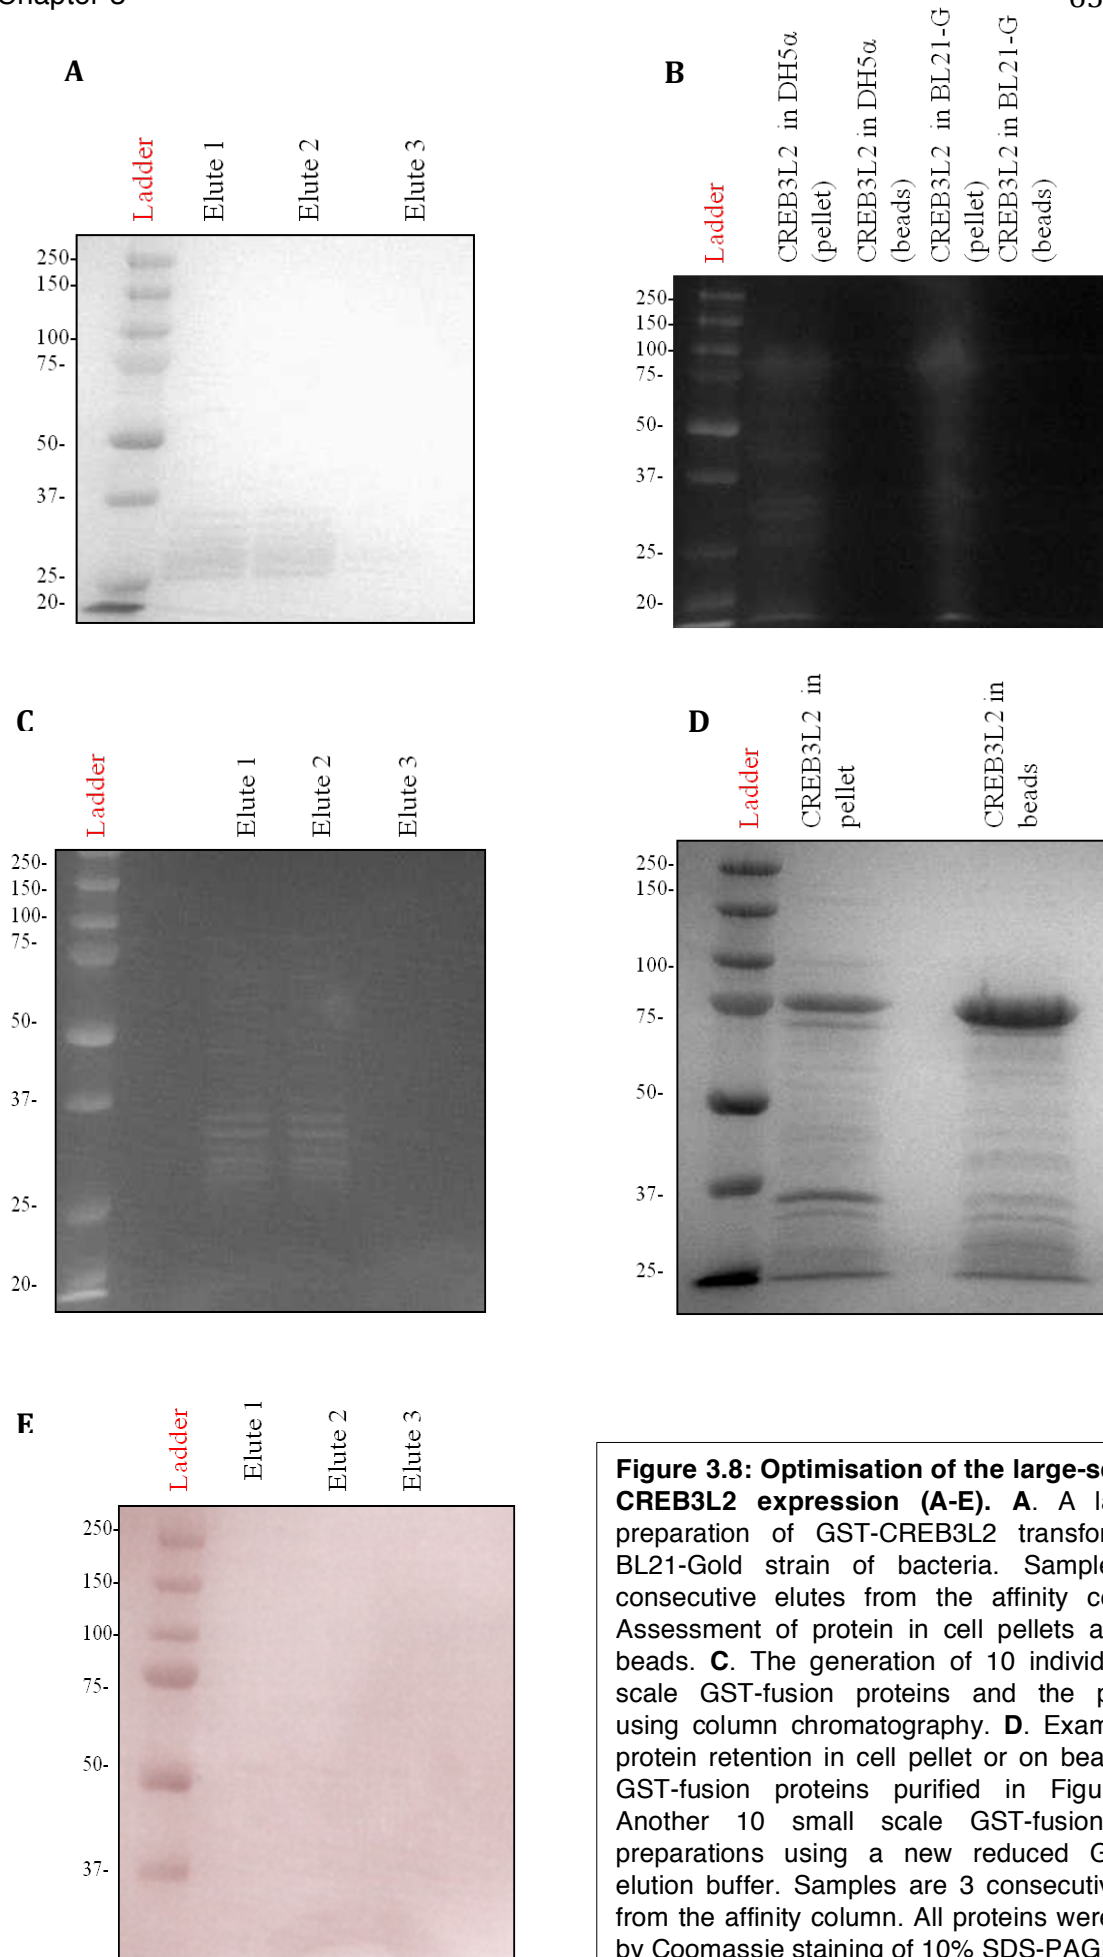 A
Ladder
Elute 1
Elute 2
Elute 3
250-
150-
100-
75-
50-
37-
25-
20-
B
Ladder
CREB3L2 in DH5α
(pellet)
CREB3L2 in DH5α
(beads)
CREB3L2 in BL21-G
(pellet)
CREB3L2 in BL21-G
(beads)
250-
150-
100-
75-
50-
37-
25-
20-
C
Ladder
Elute 1
Elute 2
Elute 3
250-
150-
100-
75-
50-
37-
25-
20-
D
Ladder
CREB3L2 in
pellet
CREB3L2 in
beads
250-
150-
100-
75-
50-
37-
25-
E
Ladder
Elute 1
Elute 2
Elute 3
250-
150-
100-
75-
50-
37-
Figure 3.8: Optimisation of the large-s
CREB3L2 expression (A-E). A. A l
preparation of GST-CREB3L2 transfor
BL21-Gold strain of bacteria. Sample
consecutive elutes from the affinity c
Assessment of protein in cell pellets a
beads. C. The generation of 10 individ
scale GST-fusion proteins and the p
using column chromatography. D. Exam
protein retention in cell pellet or on bea
GST-fusion proteins purified in Figu
Another 10 small scale GST-fusion
preparations using a new reduced G
elution buffer. Samples are 3 consecutiv
from the affinity column. All proteins were
by Coomassie staining of 10% SDS-PAG